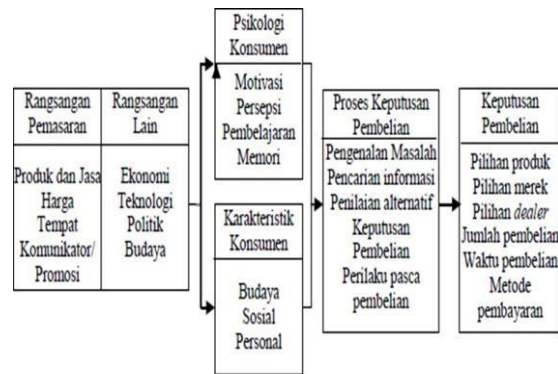 Rangsangan
Pemasaran
Produk dan Jasa
Harga
Tempat
Komunikator/
Promosi
Rangsangan
Lain
Ekonomi
Teknologi
Politik
Budaya
Psikologi
Konsumen
Motivasi
Persepsi
Pembelajaran
Memori
Karakteristik
Konsumen
Budaya
Sosial
Personal
Proses Keputusan
Pembelian
Pengenalan Masalah
Pencarian informasi
Penilaian alternatif
Keputusan
Pembelian
Perilaku pasca
pembelian
Keputusan
Pembelian
Pilihan produk
Pilihan merek
Pilihan dealer
Jumlah pembelian
Waktu pembelian
Metode
pembayaran